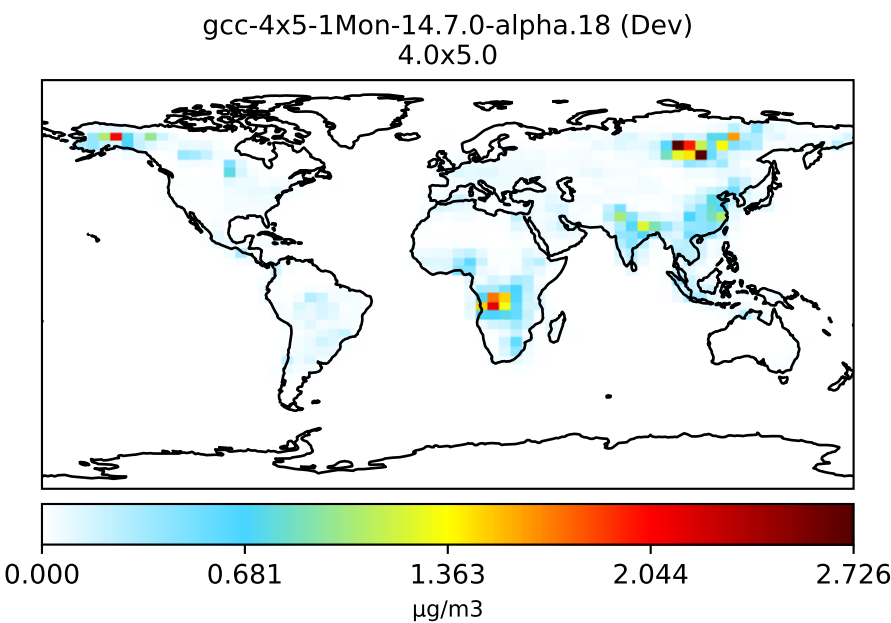 gcc-4x5-1Mon-14.7.0-alpha.18 (Dev)
4.0x5.0
0.000 0.681 1.363 2.044 2.726
μg/m3